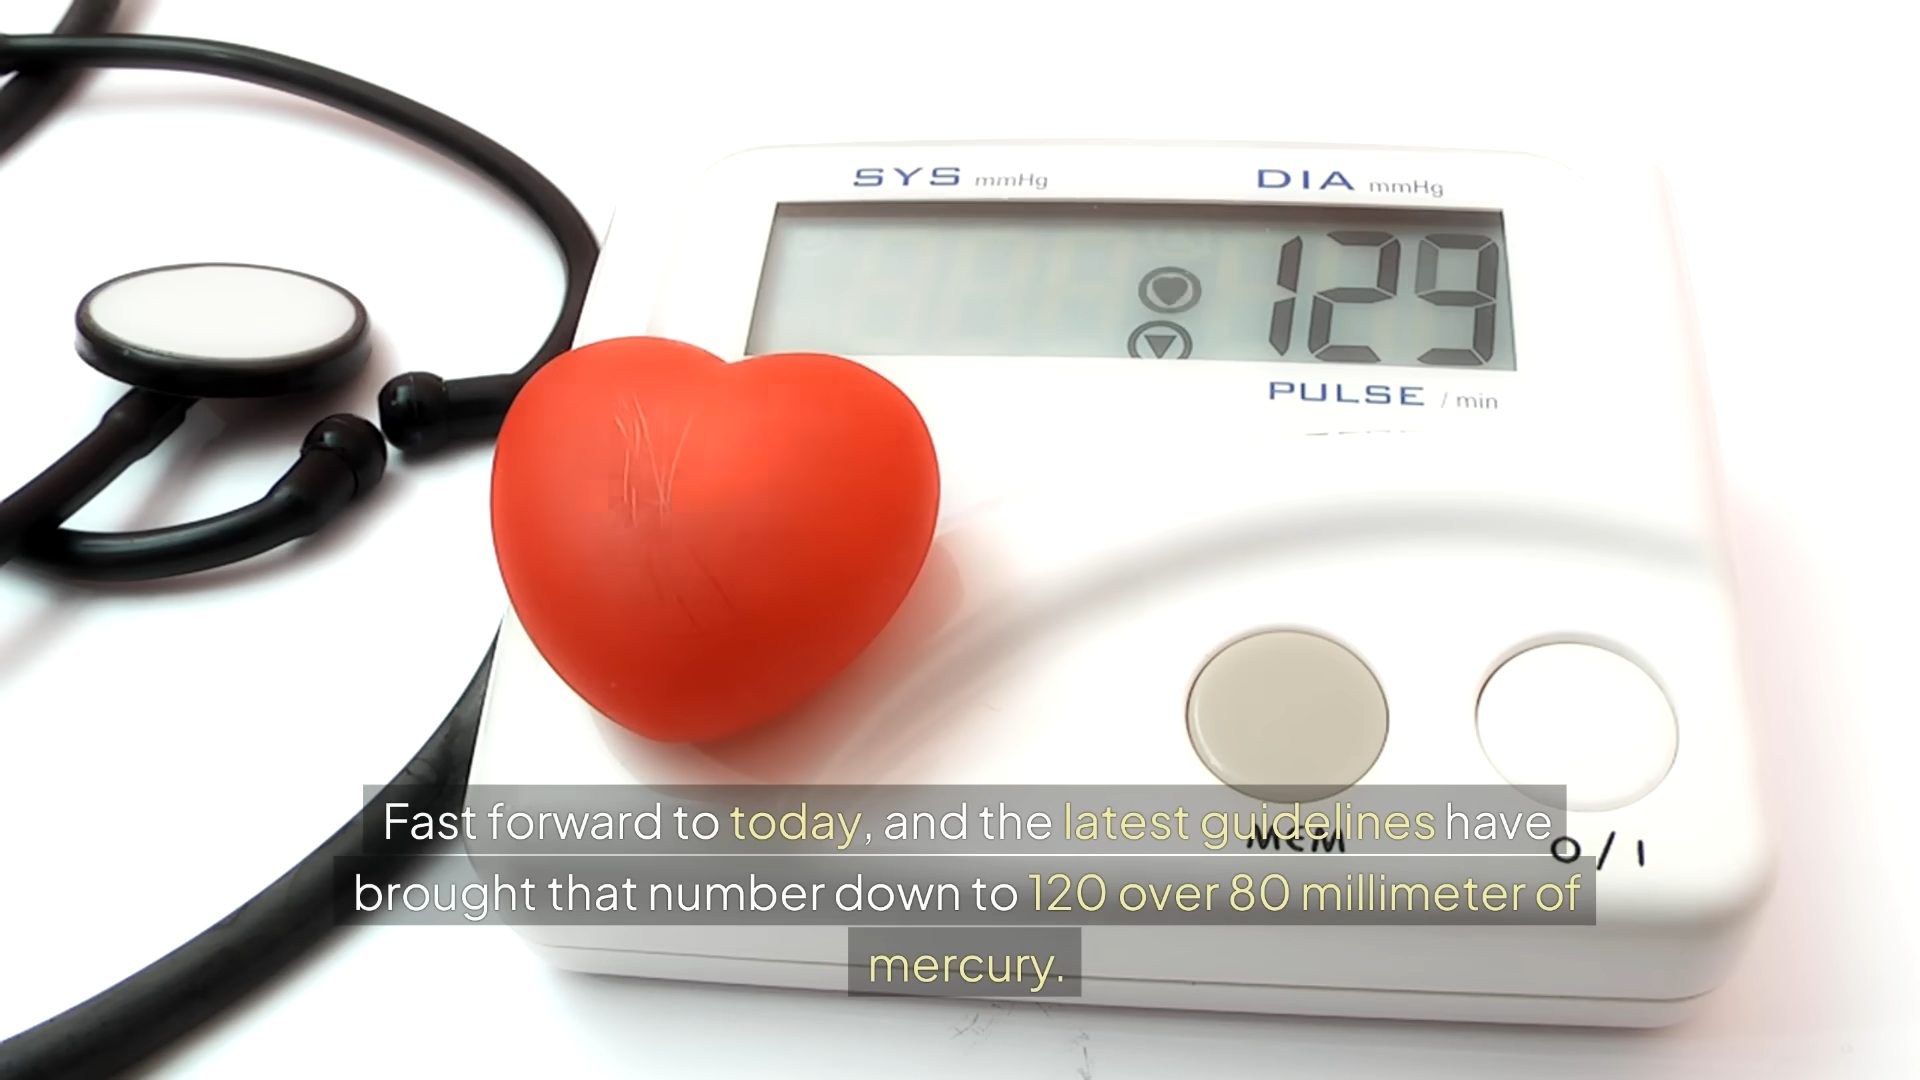 SYS mmHg DIA mmHg
129
PULSE / min
Fast forward to today, and the latest guidelines have
MEM O / I
brought that number down to 120 over 80 millimeter of
mercury.